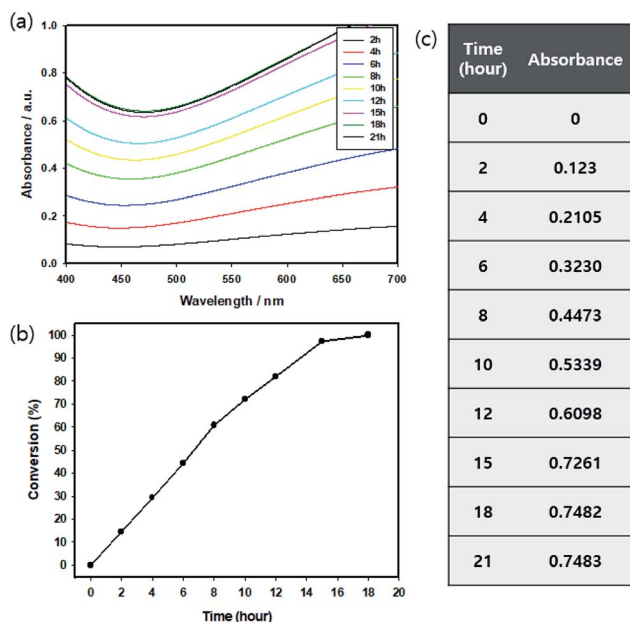 (a)
1.0
0.8
0.6
0.4
0.2
0.0
Absorbance / a.u.
400 450 500 550 600 650 700
Wavelength / nm
2h
4h
6h
8h
10h
12h
15h
18h
21h
(b)
100
90
80
70
60
50
40
30
20
10
0
Conversion (%)
0 2 4 6 8 10 12 14 16 18 20
Time (hour)
(c)
Time (hour) Absorbance
0 0
2 0.123
4 0.2105
6 0.3230
8 0.4473
10 0.5339
12 0.6098
15 0.7261
18 0.7482
21 0.7483